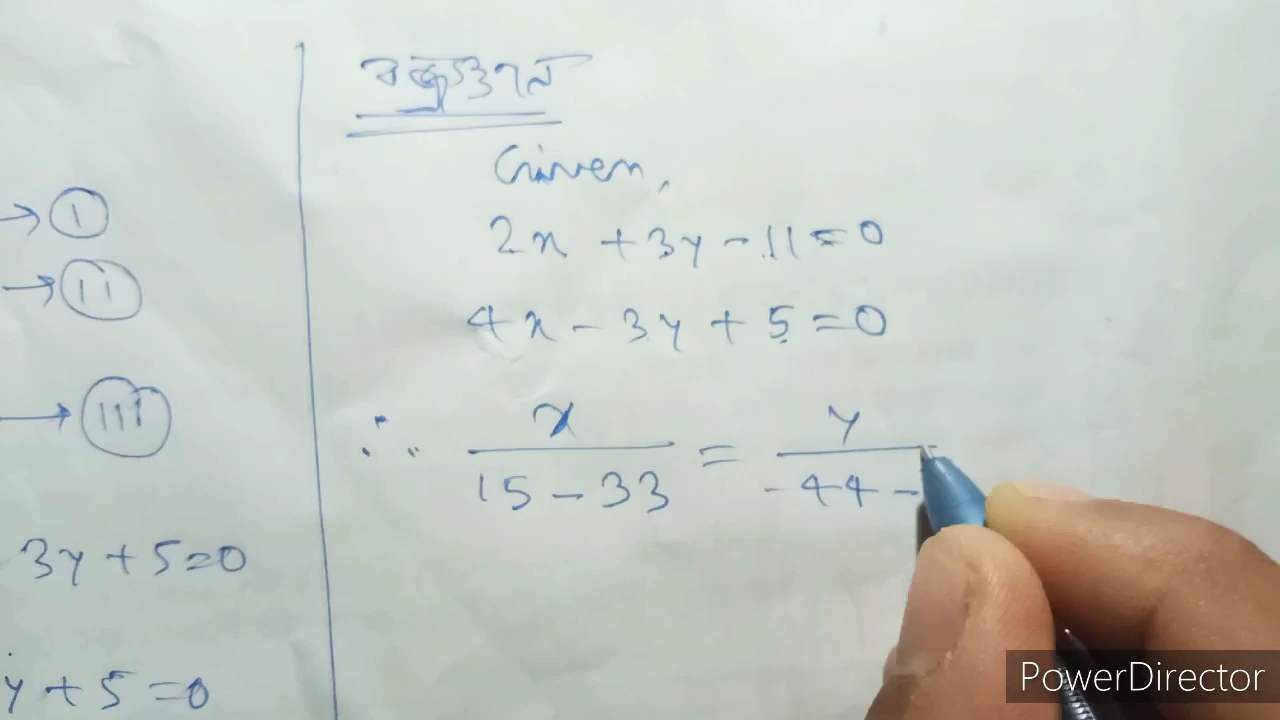 → I
→ II
→ III
3y + 5 = 0
y + 5 = 0
Given,
2x + 3y - 11 = 0
4x - 3y + 5 = 0
∴ x/(15 - 33) = y/(-44 -
PowerDirector